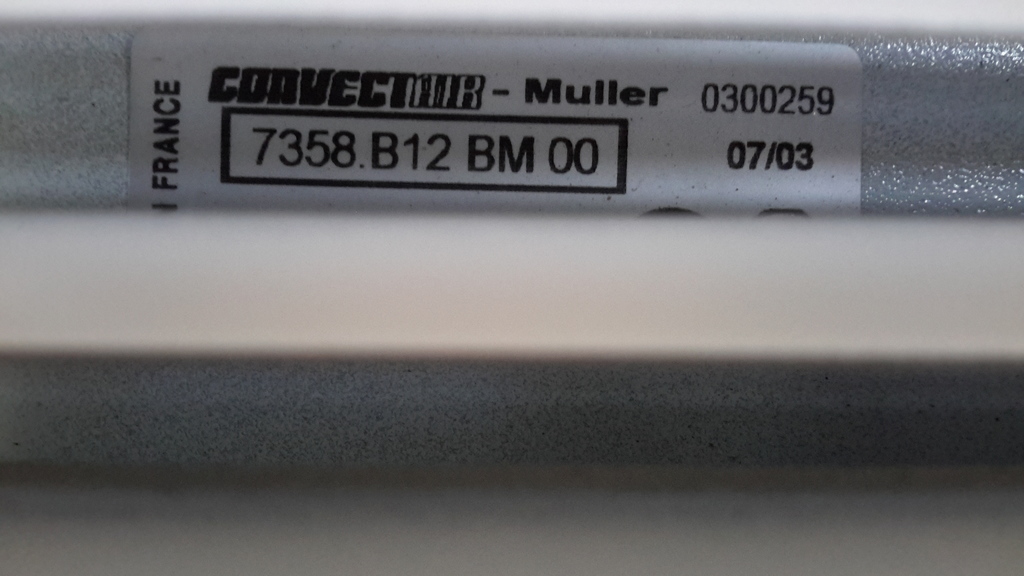 CONVECTAIR - Muller 0300259
7358.B12 BM 00 07/03
FRANCE